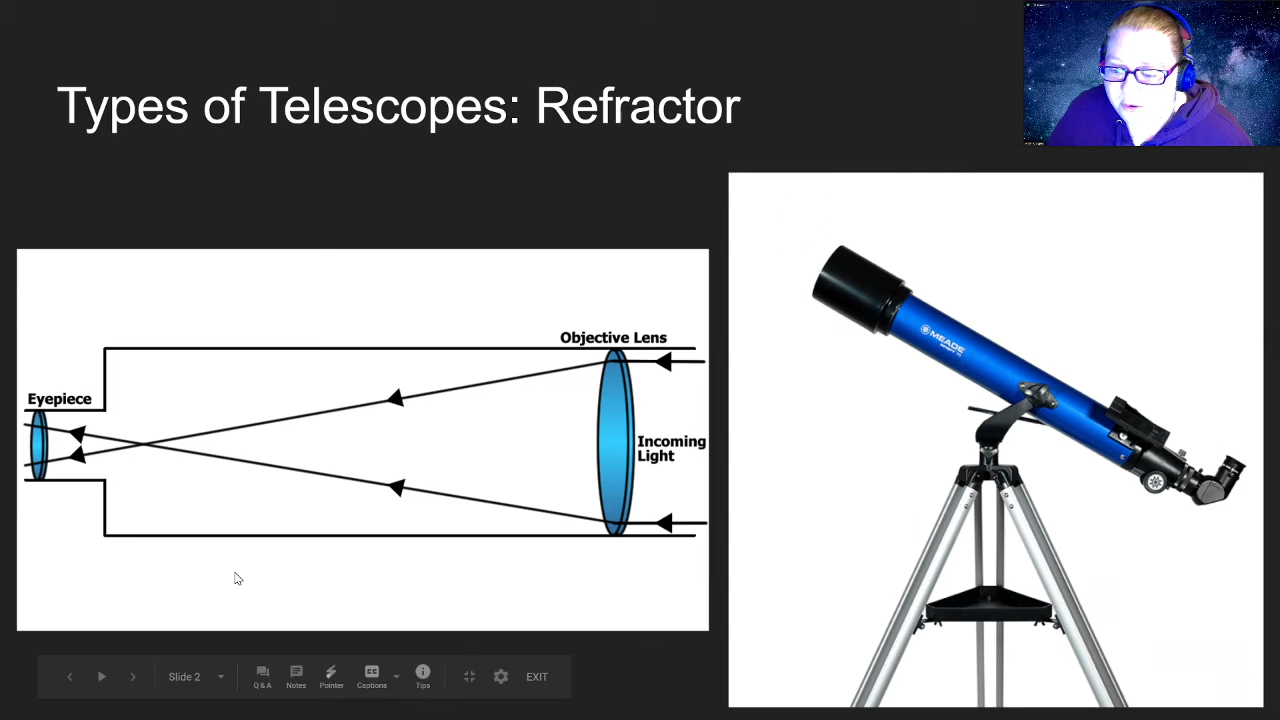 Types of Telescopes: Refractor
Objective Lens
Eyepiece
Incoming
Light
MEADE
Slide 2
Q & A
Notes
Pointer
Captions
Tips
EXIT